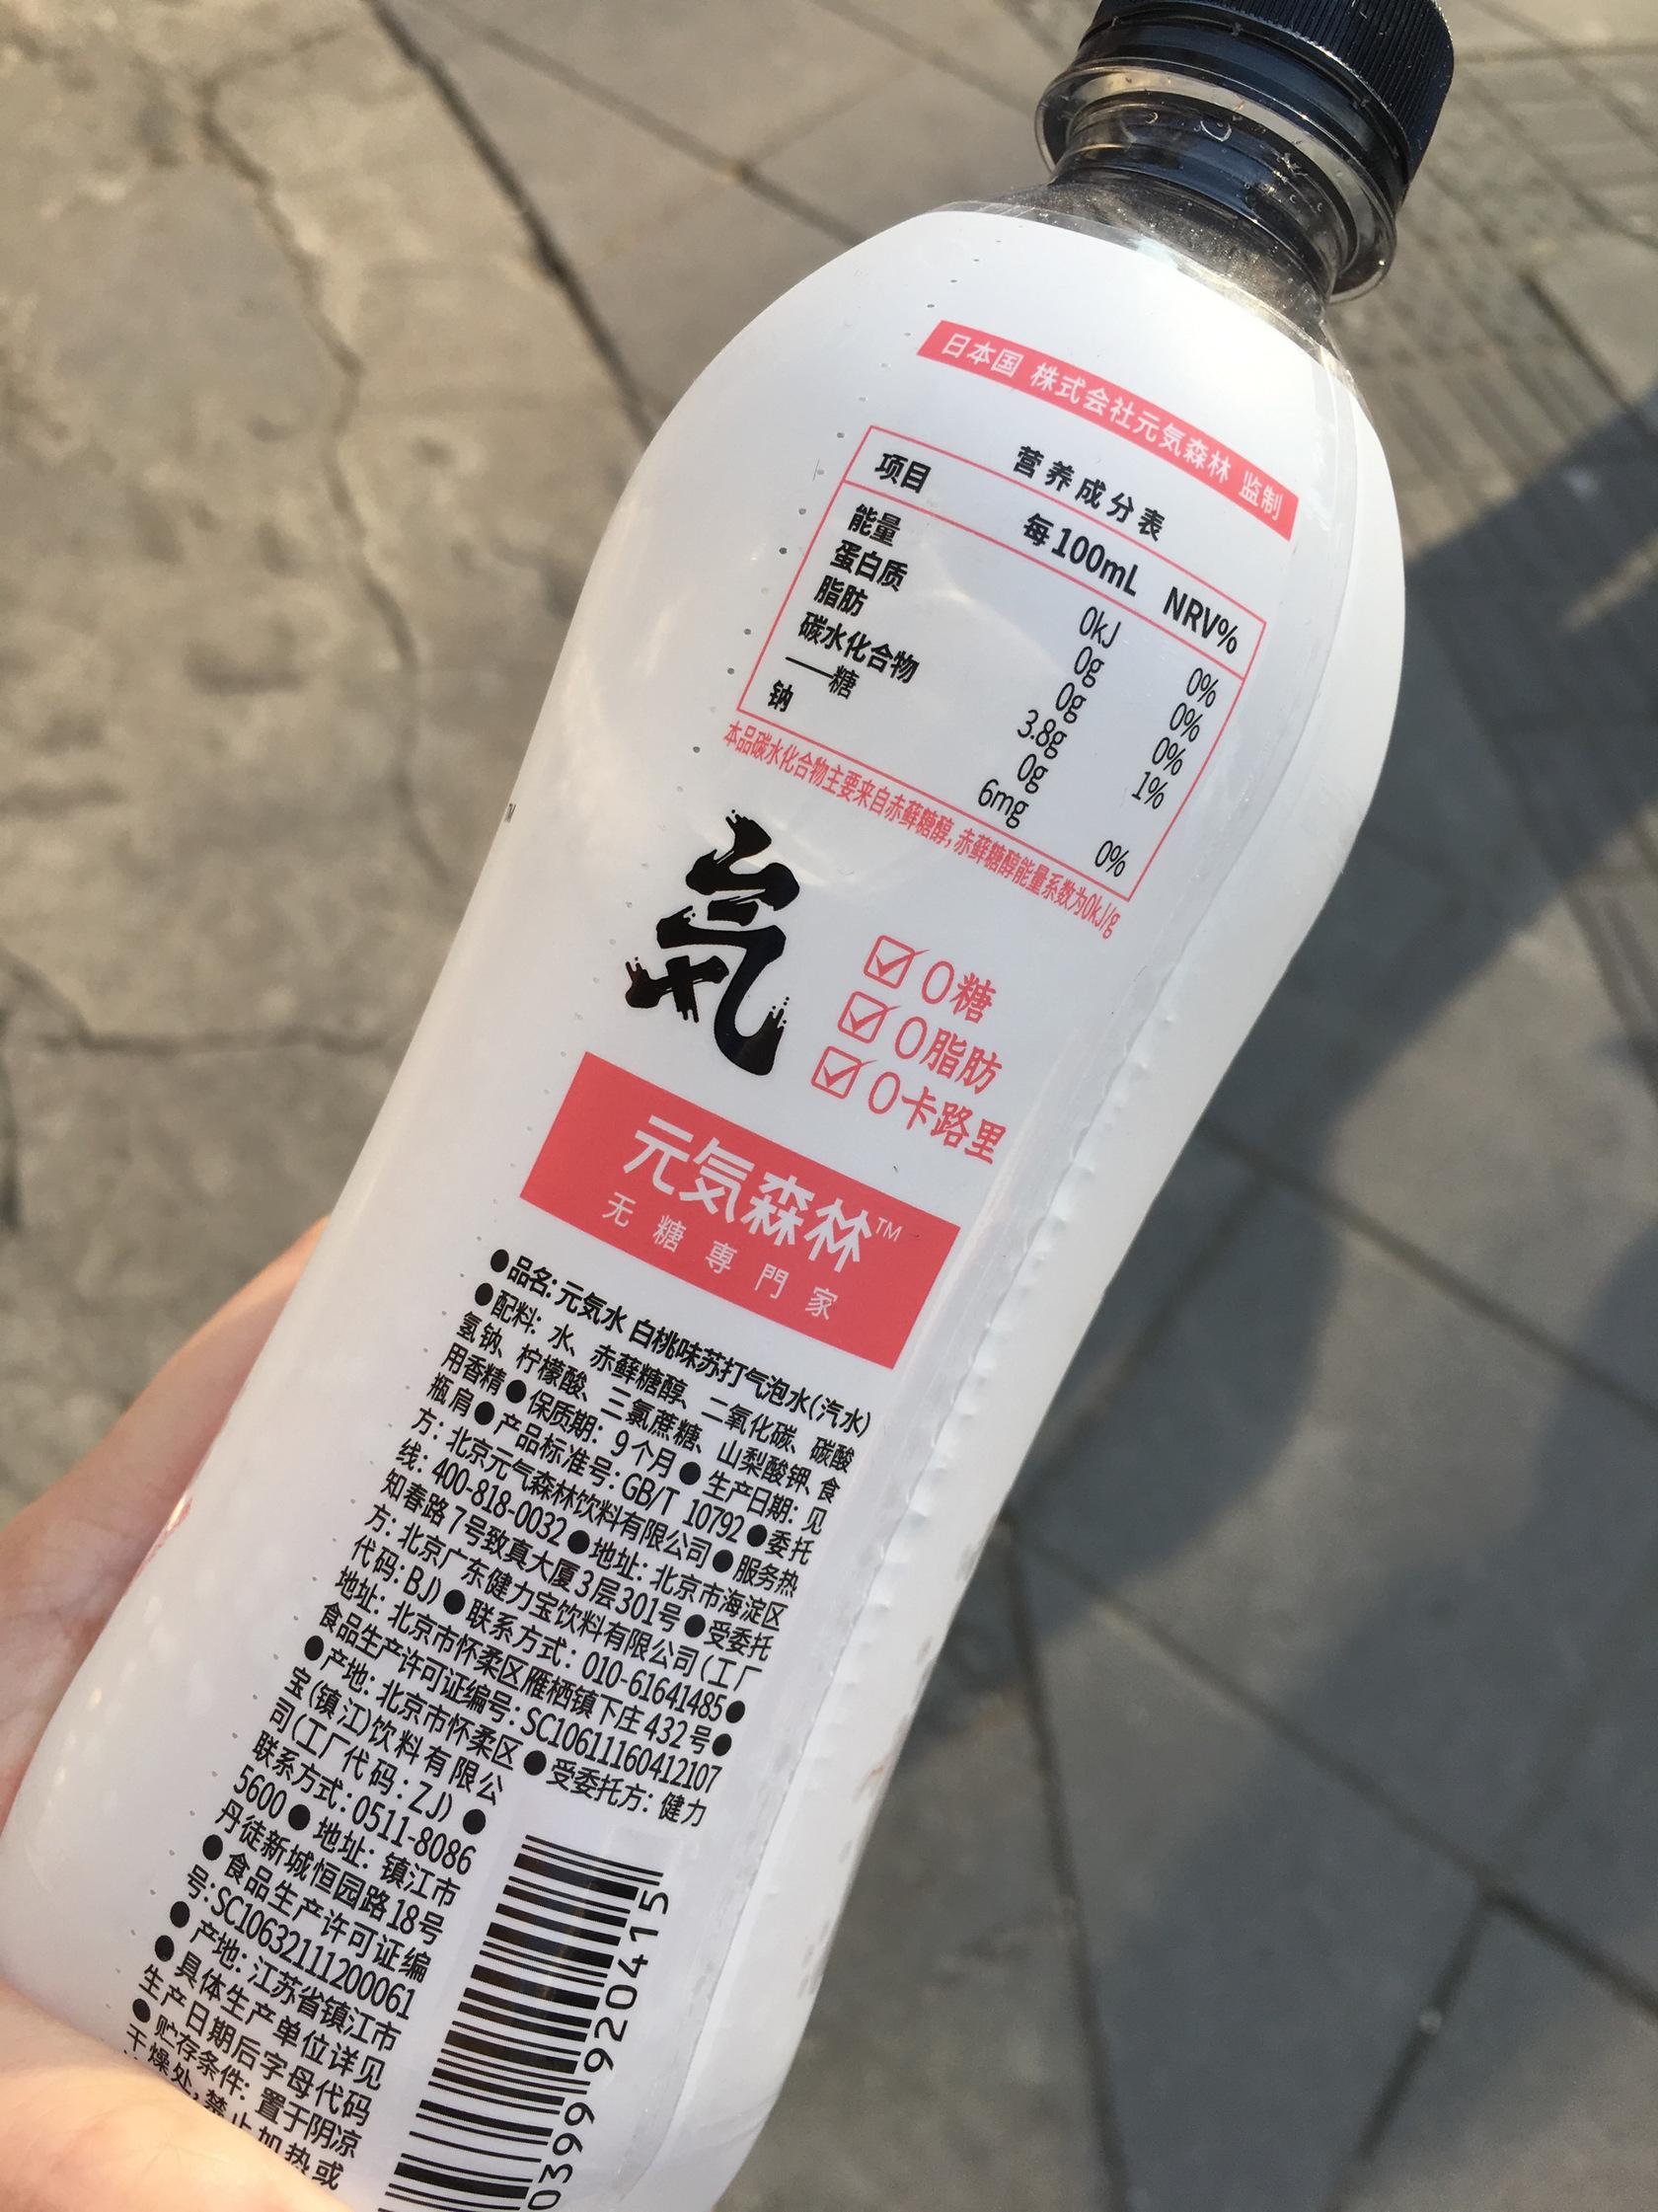 日本国 株式会社元気森林 监制
营养成分表
项目 每100mL NRV%
能量 0kJ 0%
蛋白质 0g 0%
脂肪 0g 0%
碳水化合物 3.8g 1%
——糖 0g
钠 6mg 0%
本品碳水化合物主要来自赤藓糖醇,赤藓糖醇能量系数为0kJ/g
気
0糖
0脂肪
0卡路里
元気森林™
无糖専門家
●品名:元気水 白桃味苏打气泡水(汽水)
●配料: 水、赤藓糖醇、二氧化碳、碳酸
氢钠、柠檬酸、三氯蔗糖、山梨酸钾、食
用香精●保质期: 9个月●生产日期: 见
瓶肩●产品标准号: GB/T 10792●委托
方: 北京元气森林饮料有限公司●服务热
线: 400-818-0032●地址: 北京市海淀区
知春路7号致真大厦3层301号●受委托
方: 北京广东健力宝饮料有限公司(工厂
代码: BJ)●联系方式: 010-61641485●
地址: 北京市怀柔区雁栖镇下庄432号●
食品生产许可证编号: SC10611160412107
●产地: 北京市怀柔区●受委托方: 健力
宝(镇江)饮料有限公
司(工厂代码: ZJ)●
联系方式: 0511-8086
5600●地址: 镇江市
丹徒新城恒园路18号
●食品生产许可证编
号:SC10632111200061
●产地: 江苏省镇江市
●具体生产单位详见
生产日期后字母代码
●贮存条件: 置于阴凉
干燥处,禁止加热或
0399 920415